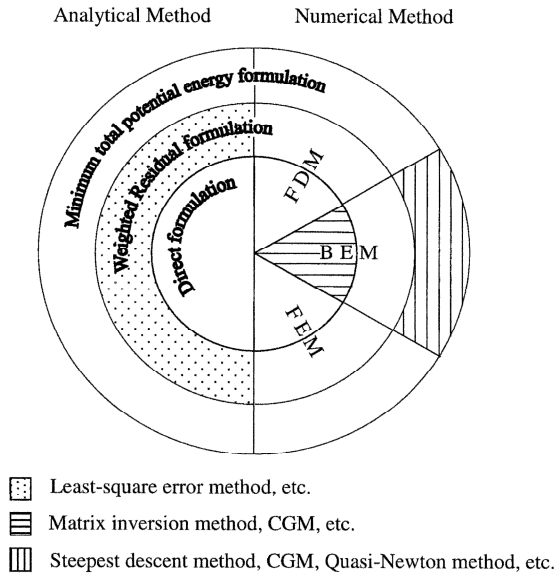 Analytical Method
Numerical Method
Minimum total potential energy formulation
Weighted Residual formulation
Direct formulation
FDM
BEM
FEM
Least-square error method, etc.
Matrix inversion method, CGM, etc.
Steepest descent method, CGM, Quasi-Newton method, etc.